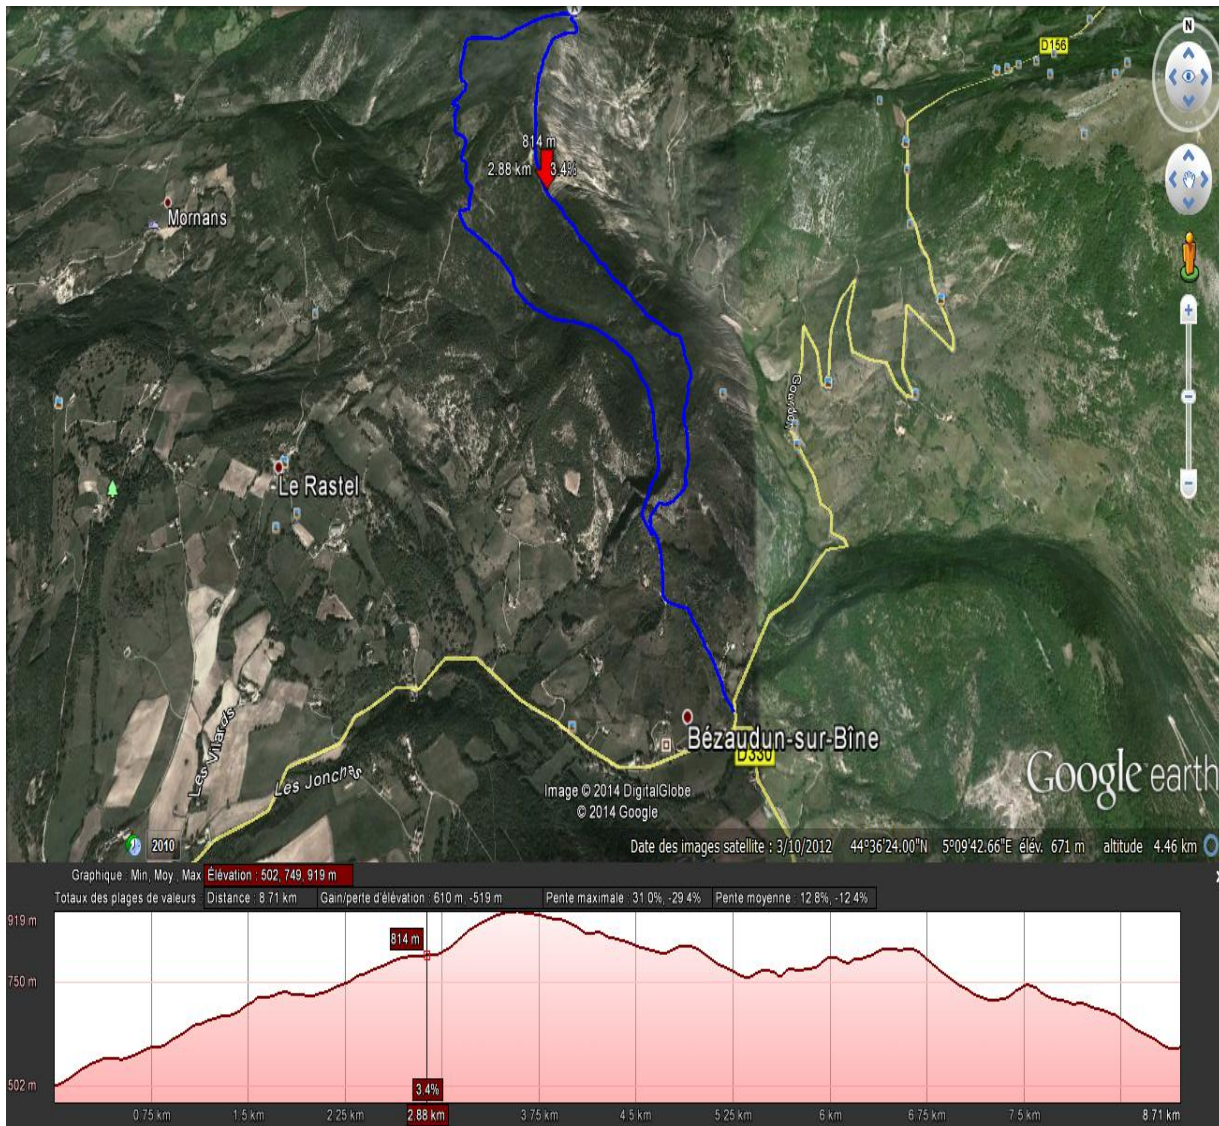 N
D156
814 m
2.88 km 3.4%
Mornans
Gourdon
Le Rastel
Bézaudun-sur-Bîne
D330
Les Vilards
Les Jonchas
Google earth
Image © 2014 DigitalGlobe
© 2014 Google
2010
Date des images satellite : 3/10/2012 44°36'24.00"N 5°09'42.66"E élév. 671 m altitude 4.46 km
Graphique : Min, Moy , Max Élévation : 502, 749, 919 m
Totaux des plages de valeurs : Distance : 8.71 km Gain/perte d'élévation : 610 m, -519 m Pente maximale : 31.0%, -29.4% Pente moyenne : 12.8%, -12.4%
919 m
814 m
750 m
502 m
3.4%
0.75 km 1.5 km 2.25 km 2.88 km 3.75 km 4.5 km 5.25 km 6 km 6.75 km 7.5 km 8.71 km